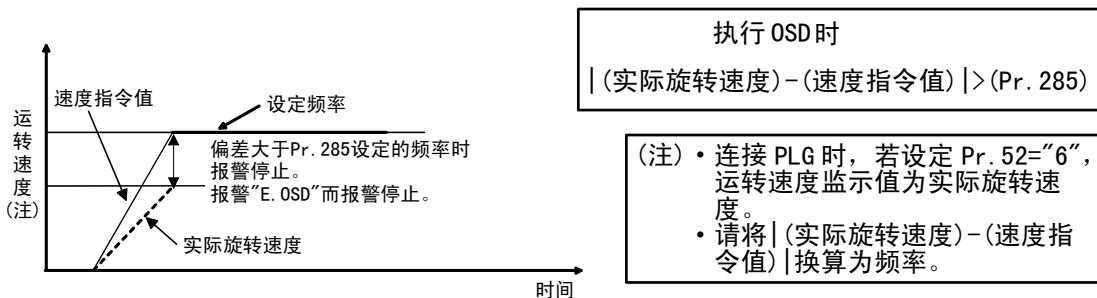 速度指令值
设定频率
运转速度(注)
偏差大于Pr.285设定的频率时
报警停止。
报警"E.OSD"而报警停止。
实际旋转速度
时间
执行OSD时
|(实际旋转速度)-(速度指令值)|>(Pr.285)
(注)・连接 PLG 时, 若设定 Pr.52="6",
运转速度监示值为实际旋转速
度。
・请将|(实际旋转速度)-(速度指
令值)|换算为频率。